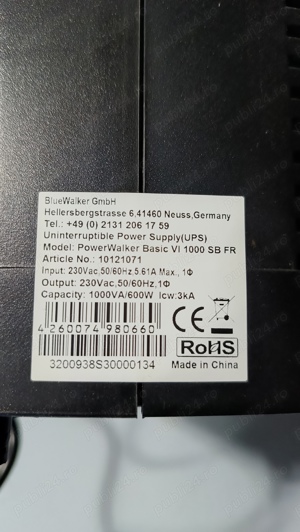 BlueWalker GmbH
Hellersbergstrasse 6,41460 Neuss,Germany
Tel.: +49 (0) 2131 206 17 59
Uninterruptible Power Supply(UPS)
Model: PowerWalker Basic VI 1000 SB FR
Article No.: 10121071
Input: 230Vac,50/60Hz 5.61A Max., 1Φ
Output: 230Vac,50/60Hz,1Φ
Capacity: 1000VA/600W Icw:3kA
4 260074 980660
CE
RoHS
3200938S30000134
Made in China